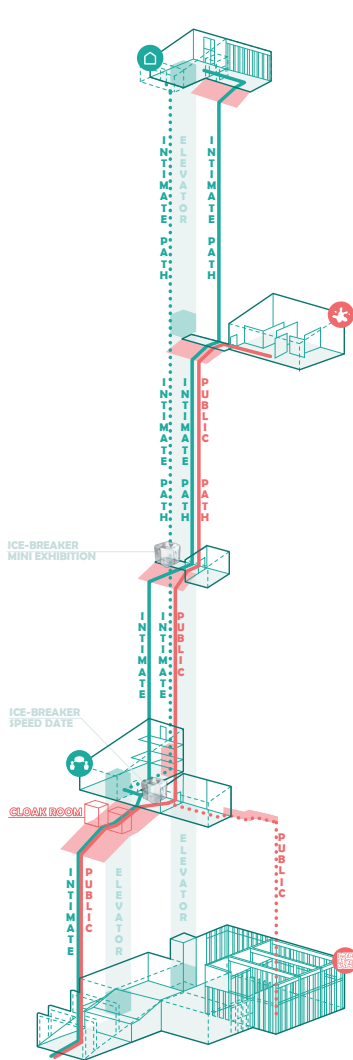 INTIMATE PATH
ELEVATOR
INTIMATE PATH
INTIMATE PATH
INTIMATE PATH
PUBLIC PATH
ICE-BREAKER
MINI EXHIBITION
INTIMATE
INTIMATE
PUBLIC
ICE-BREAKER
SPEED DATE
CLOAK ROOM
INTIMATE
PUBLIC
ELEVATOR
ELEVATOR
PUBLIC